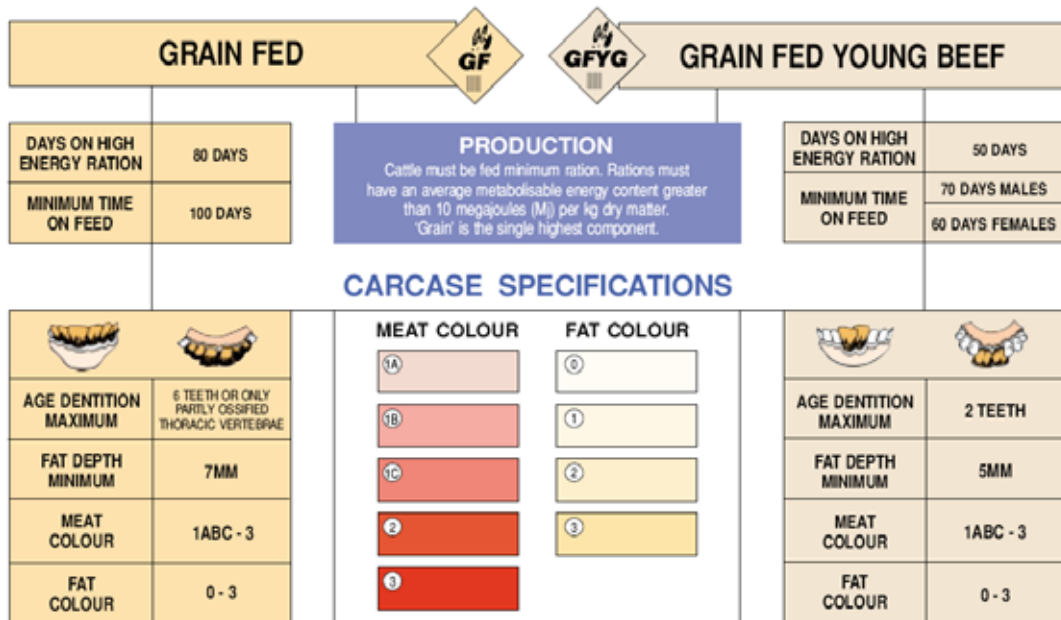 GRAIN FED
GF
GFYG
GRAIN FED YOUNG BEEF
DAYS ON HIGH
ENERGY RATION
80 DAYS
MINIMUM TIME
ON FEED
100 DAYS
PRODUCTION
Cattle must be fed minimum ration. Rations must
have an average metabolisable energy content greater
than 10 megajoules (Mj) per kg dry matter.
'Grain' is the single highest component.
DAYS ON HIGH
ENERGY RATION
50 DAYS
MINIMUM TIME
ON FEED
70 DAYS MALES
60 DAYS FEMALES
CARCASE SPECIFICATIONS
AGE DENTITION
MAXIMUM
6 TEETH OR ONLY
PARTLY OSSIFIED
THORACIC VERTEBRAE
FAT DEPTH
MINIMUM
7MM
MEAT
COLOUR
1ABC - 3
FAT
COLOUR
0 - 3
MEAT COLOUR
1A
1B
1C
2
3
FAT COLOUR
0
1
2
3
AGE DENTITION
MAXIMUM
2 TEETH
FAT DEPTH
MINIMUM
5MM
MEAT
COLOUR
1ABC - 3
FAT
COLOUR
0 - 3